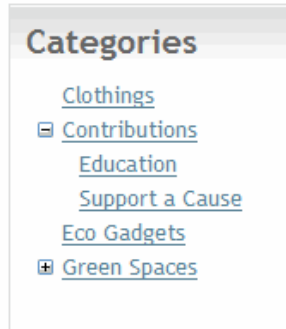 Categories
Clothings
Contributions
Education
Support a Cause
Eco Gadgets
Green Spaces